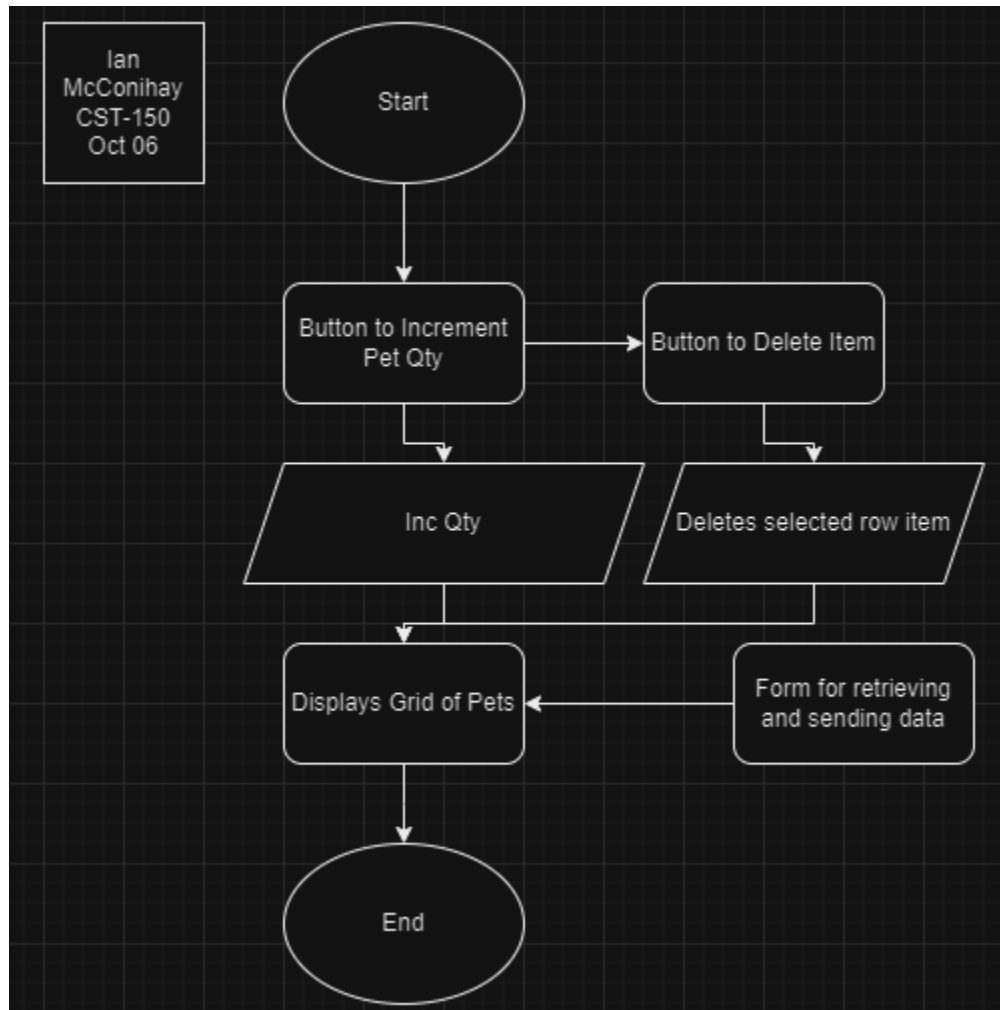 Ian
McConihay
CST-150
Oct 06
Start
Button to Increment
Pet Qty
Button to Delete Item
Inc Qty
Deletes selected row item
Displays Grid of Pets
Form for retrieving
and sending data
End